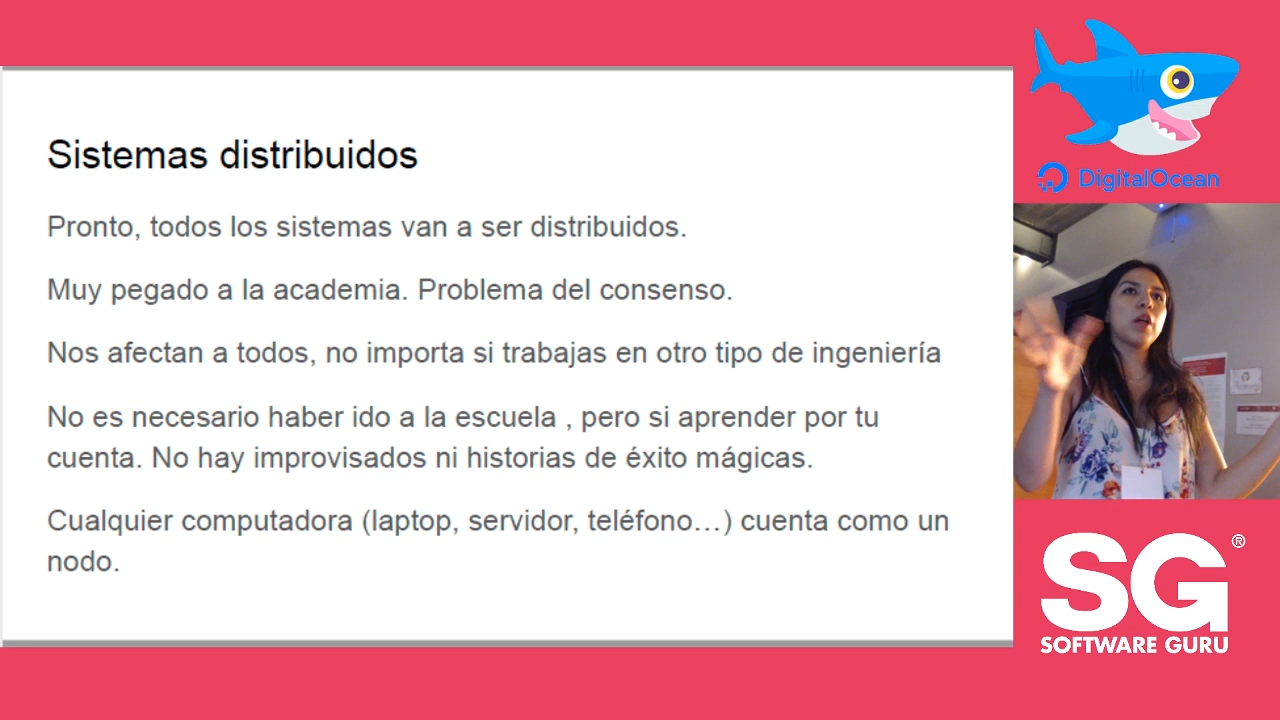 Sistemas distribuidos
Pronto, todos los sistemas van a ser distribuidos.
Muy pegado a la academia. Problema del consenso.
Nos afectan a todos, no importa si trabajas en otro tipo de ingeniería
No es necesario haber ido a la escuela , pero si aprender por tu
cuenta. No hay improvisados ni historias de éxito mágicas.
Cualquier computadora (laptop, servidor, teléfono…) cuenta como un
nodo.
DigitalOcean
SG®
SOFTWARE GURU